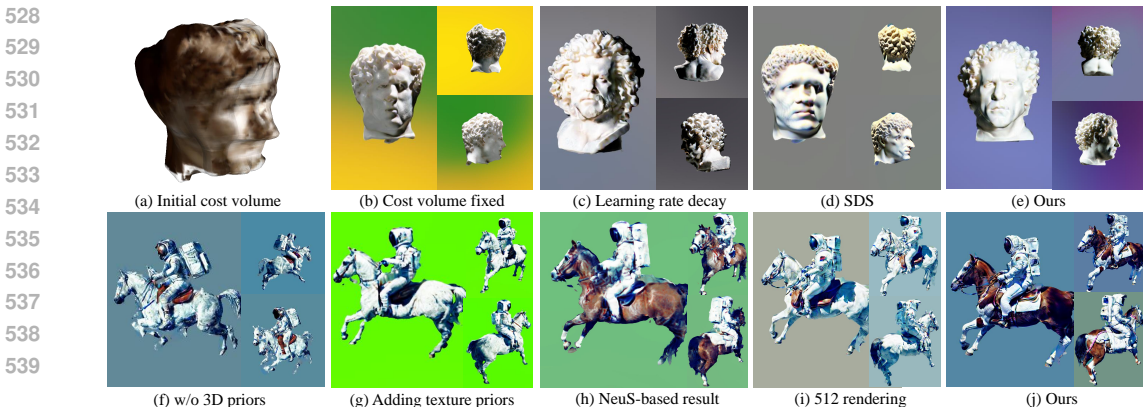 528
529
530
531
532
533
534
535
536
537
538
539
(a) Initial cost volume
(b) Cost volume fixed
(c) Learning rate decay
(d) SDS
(e) Ours
(f) w/o 3D priors
(g) Adding texture priors
(h) NeuS-based result
(i) 512 rendering
(j) Ours